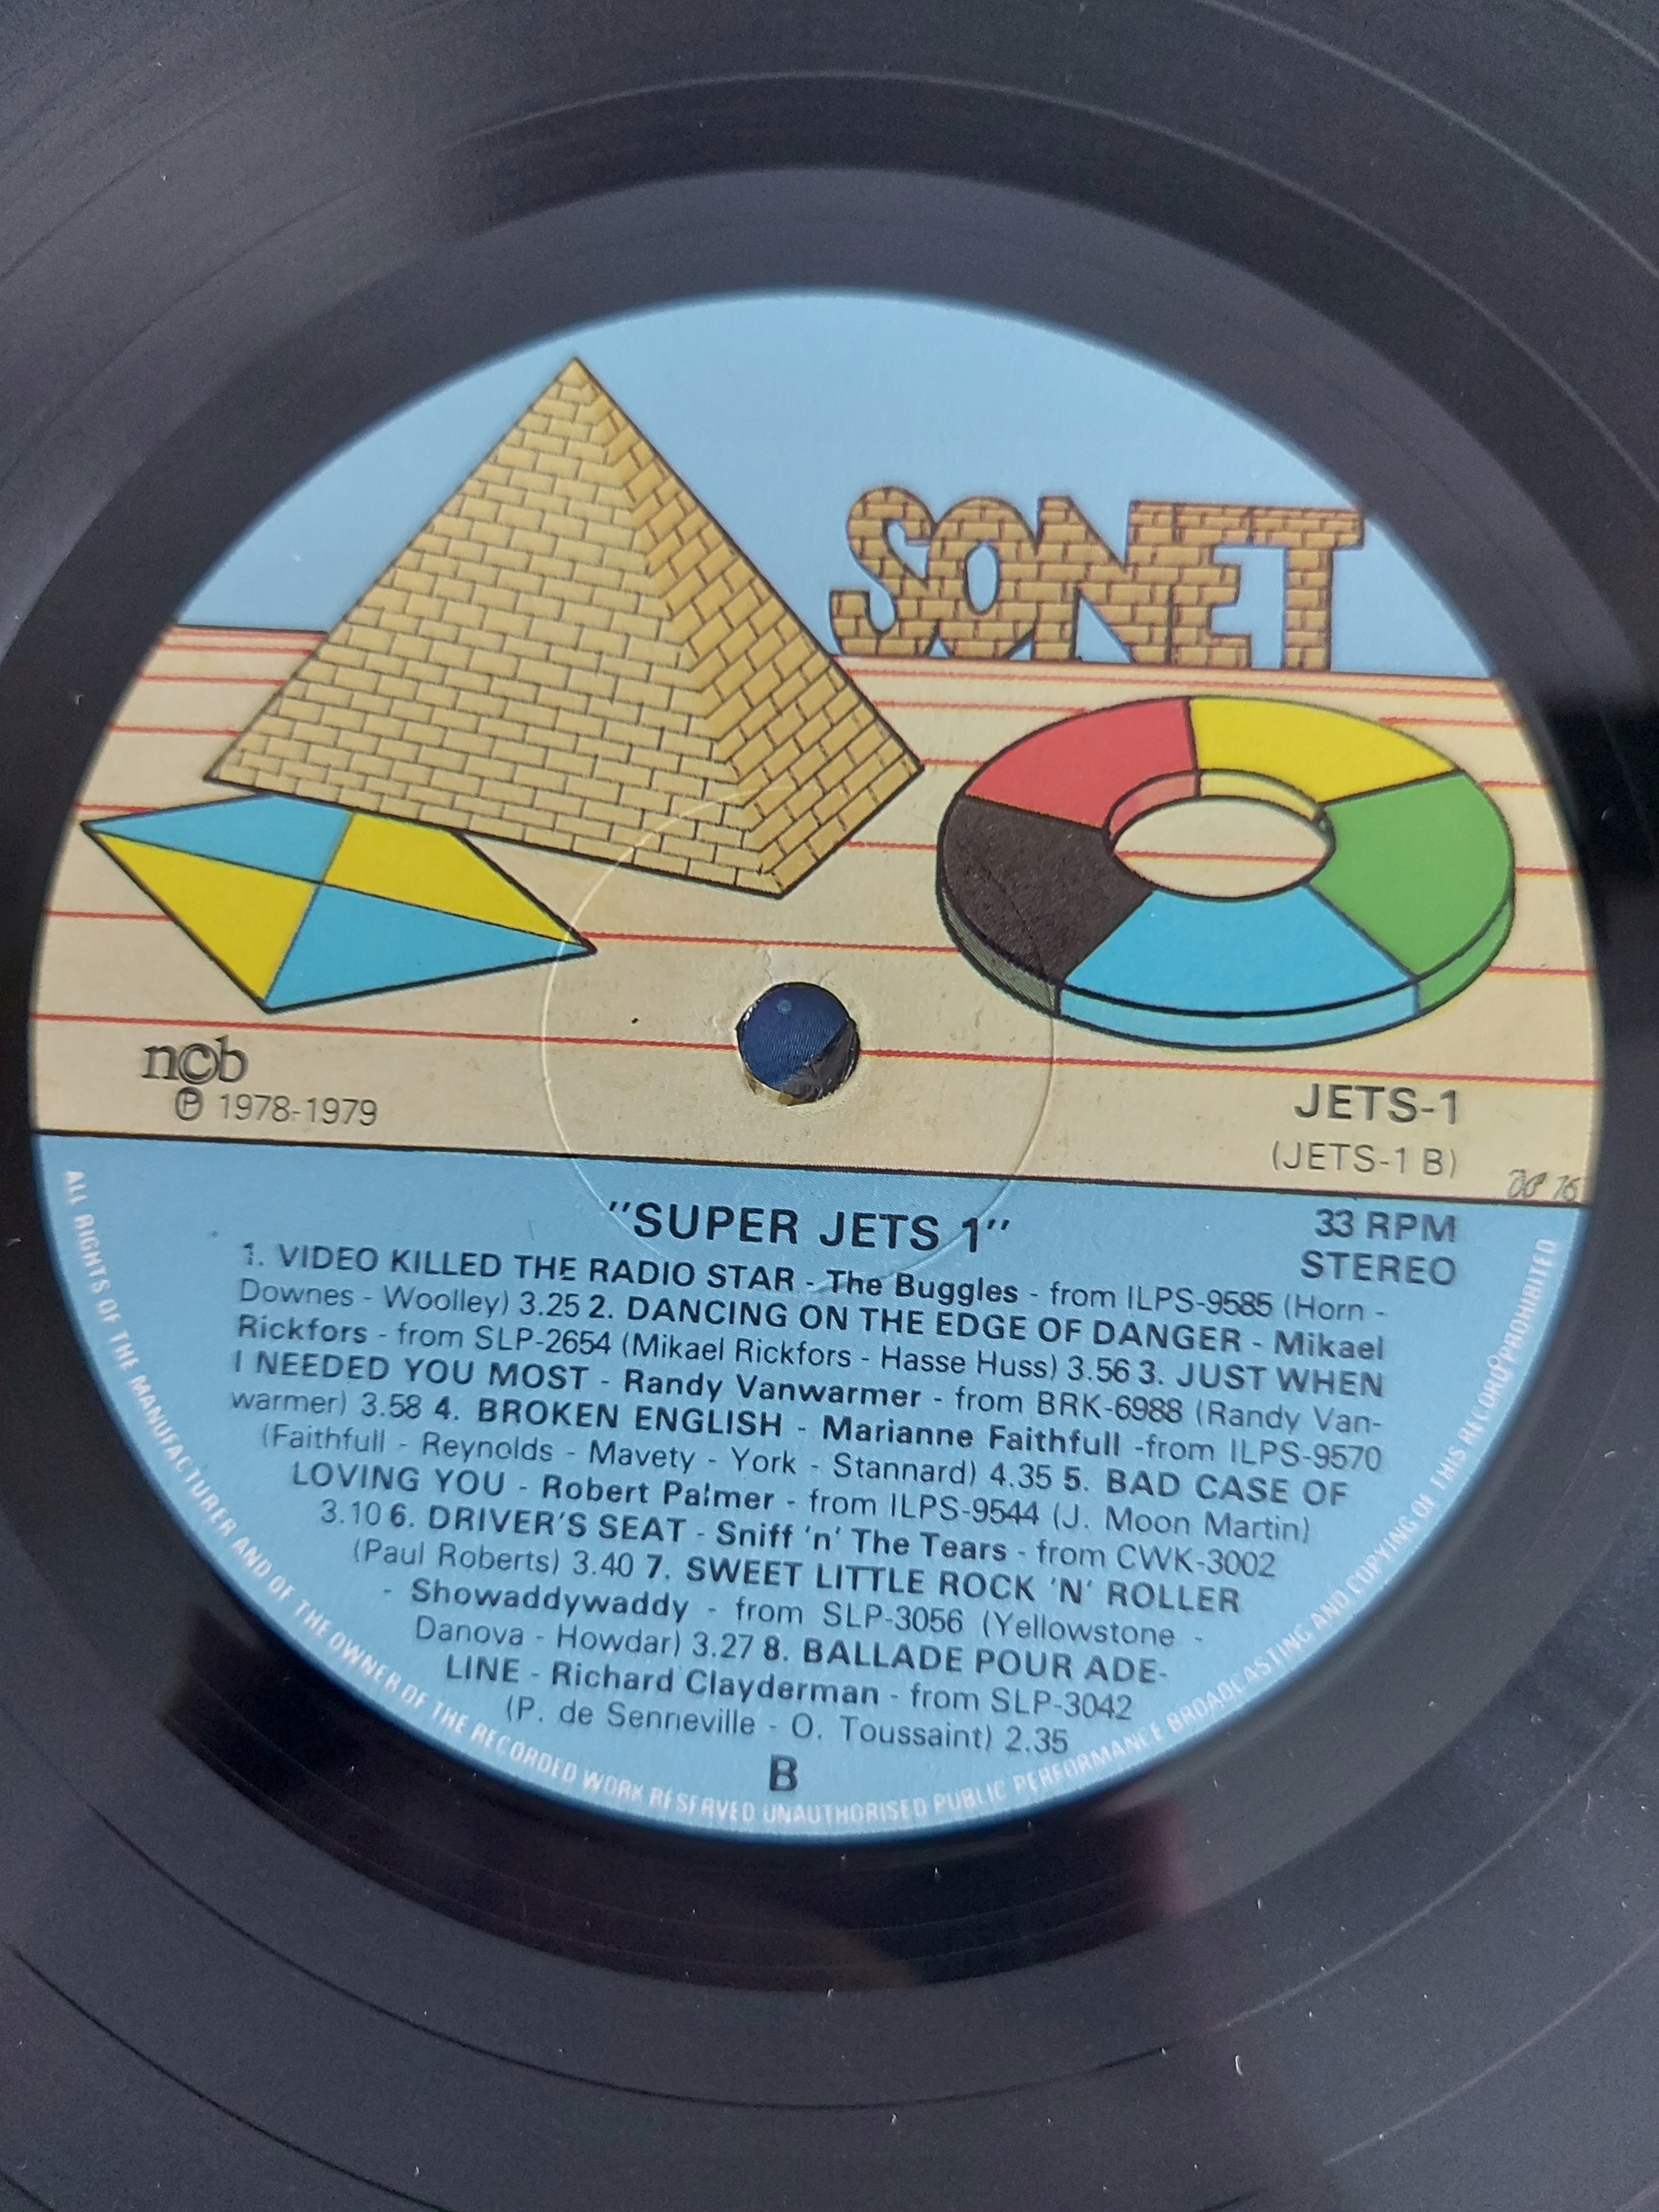 SONET
ncb
℗ 1978-1979
JETS-1
(JETS-1 B)
"SUPER JETS 1"
33 RPM
STEREO
1. VIDEO KILLED THE RADIO STAR - The Buggles - from ILPS-9585 (Horn -
Downes - Woolley) 3.25 2. DANCING ON THE EDGE OF DANGER - Mikael
Rickfors - from SLP-2654 (Mikael Rickfors - Hasse Huss) 3.56 3. JUST WHEN
I NEEDED YOU MOST - Randy Vanwarmer - from BRK-6988 (Randy Van-
warmer) 3.58 4. BROKEN ENGLISH - Marianne Faithfull -from ILPS-9570
(Faithfull - Reynolds - Mavety - York - Stannard) 4.35 5. BAD CASE OF
LOVING YOU - Robert Palmer - from ILPS-9544 (J. Moon Martin)
3.10 6. DRIVER'S SEAT - Sniff 'n' The Tears - from CWK-3002
(Paul Roberts) 3.40 7. SWEET LITTLE ROCK 'N' ROLLER
- Showaddywaddy - from SLP-3056 (Yellowstone -
Danova - Howdar) 3.27 8. BALLADE POUR ADE-
LINE - Richard Clayderman - from SLP-3042
(P. de Senneville - O. Toussaint) 2.35
B
ALL RIGHTS OF THE MANUFACTURER AND OF THE OWNER OF THE RECORDED WORK RESERVED UNAUTHORISED PUBLIC PERFORMANCE BROADCASTING AND COPYING OF THIS RECORD PROHIBITED